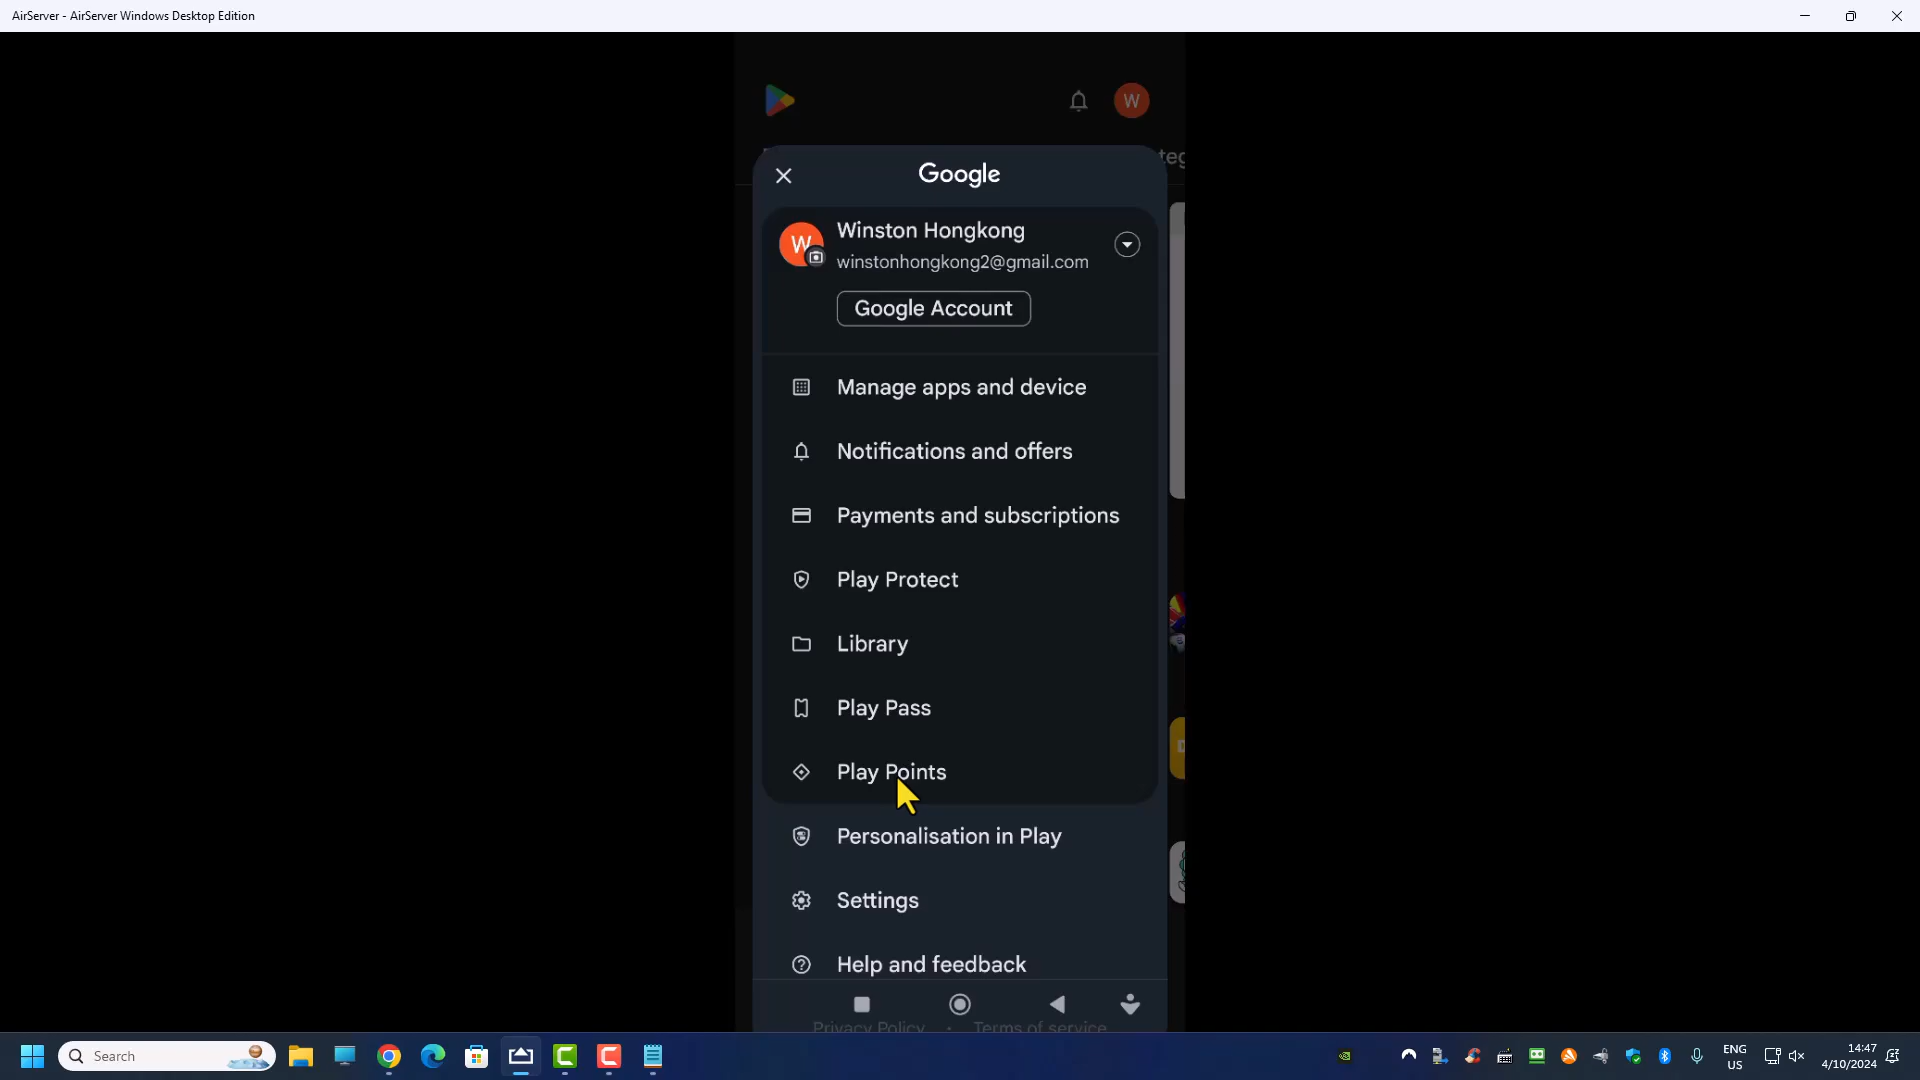 AirServer - AirServer Windows Desktop Edition
W
teg
Google
W
Winston Hongkong
winstonhongkong2@gmail.com
Google Account
Manage apps and device
Notifications and offers
Payments and subscriptions
Play Protect
Library
Play Pass
Play Points
Personalisation in Play
Settings
Help and feedback
Privacy Policy • Terms of service
Search
ENG
US
14:47
4/10/2024